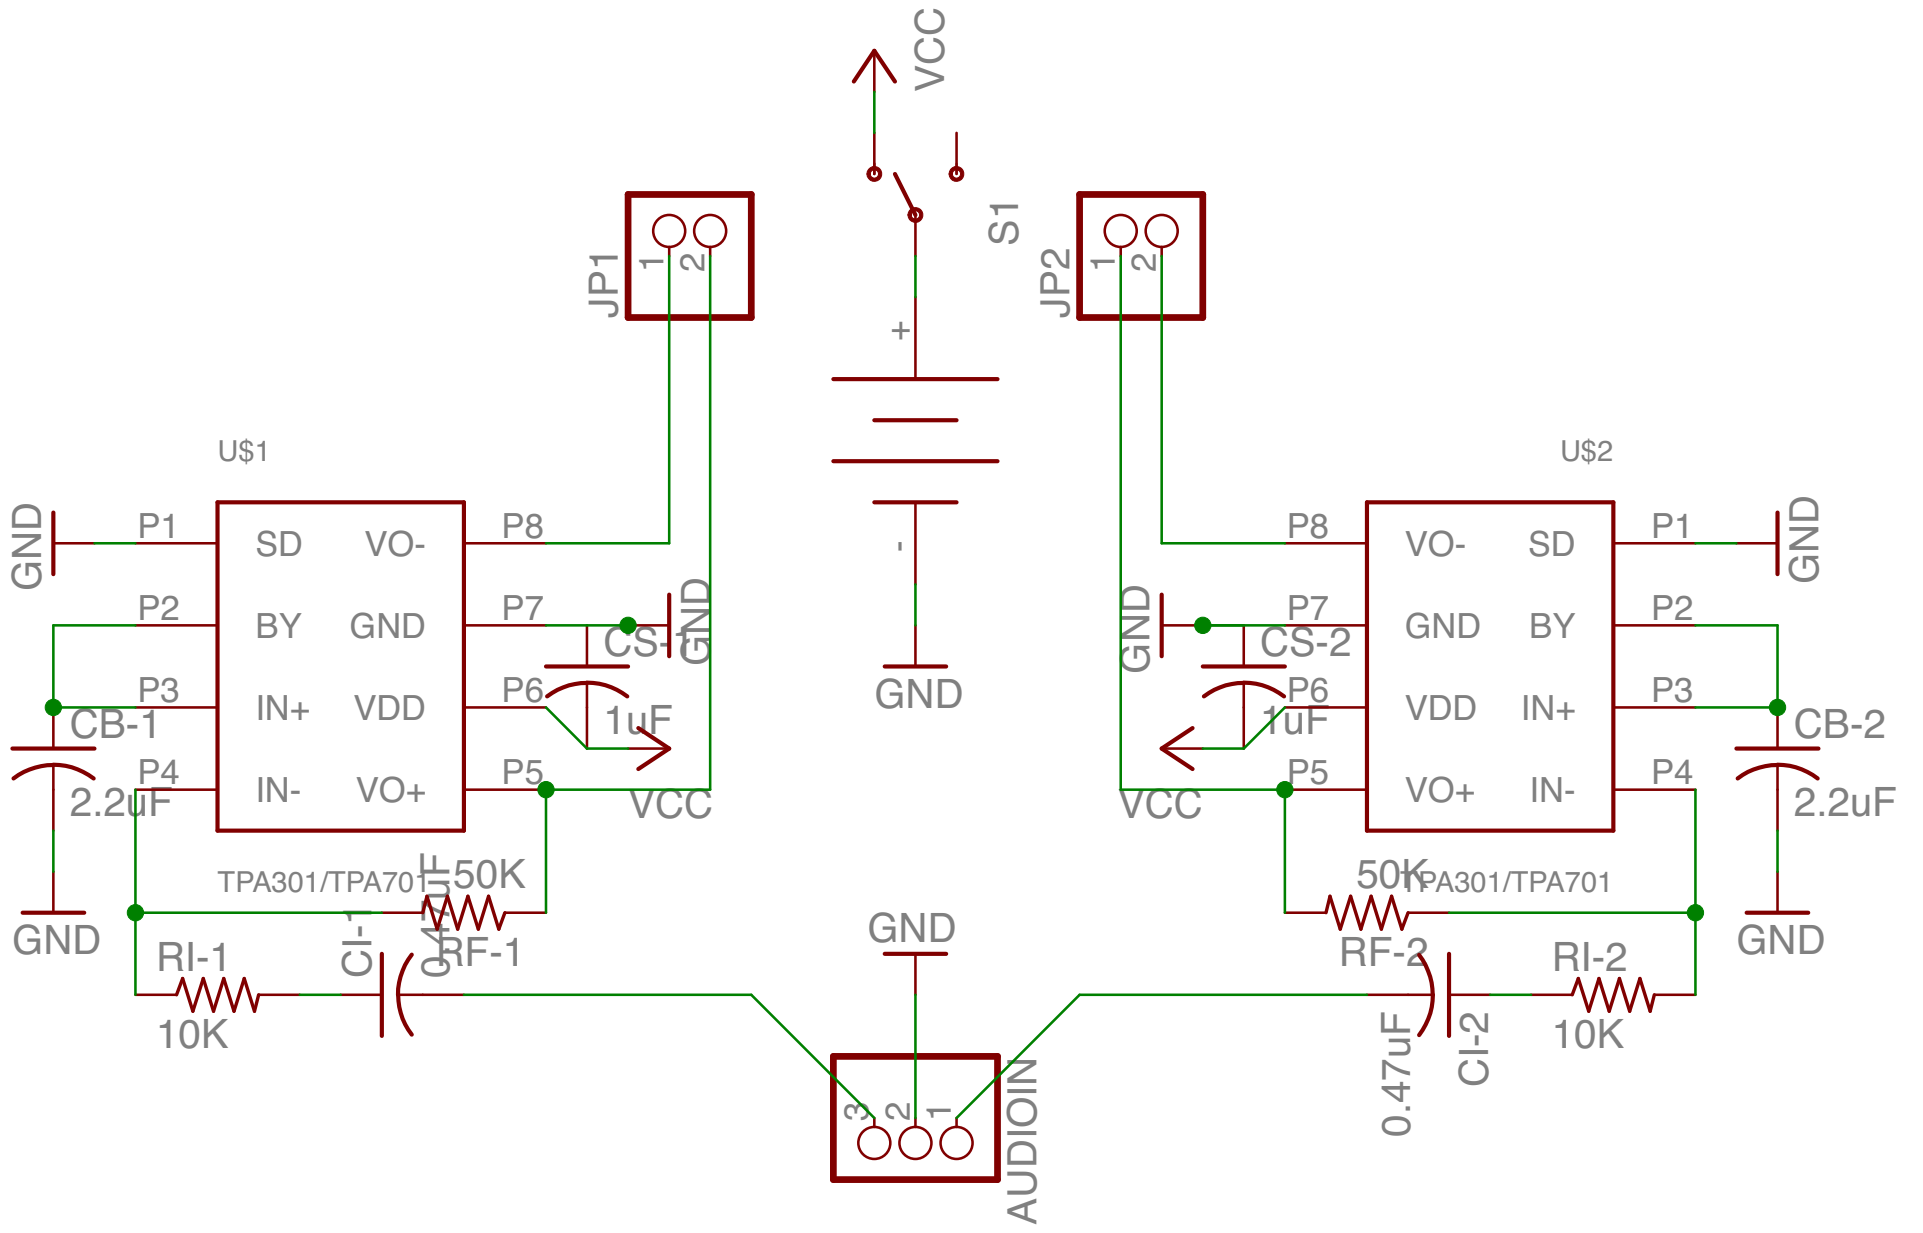 VCC
S1
JP1
1
2
JP2
1
2
+
-
GND
U$1
GND
P1
SD
VO-
P8
P2
BY
GND
P7
GND
CS-1
P3
IN+
VDD
P6
1uF
CB-1
2.2uF
P4
IN-
VO+
P5
VCC
GND
TPA301/TPA701
50K
RF-1
RI-1
10K
CI-1
0.47uF
U$2
P8
VO-
SD
P1
GND
GND
P7
GND
BY
P2
CS-2
P6
VDD
IN+
P3
1uF
CB-2
2.2uF
P5
VO+
IN-
P4
VCC
GND
50K
TPA301/TPA701
RF-2
RI-2
10K
CI-2
0.47uF
GND
3
2
1
AUDIOIN